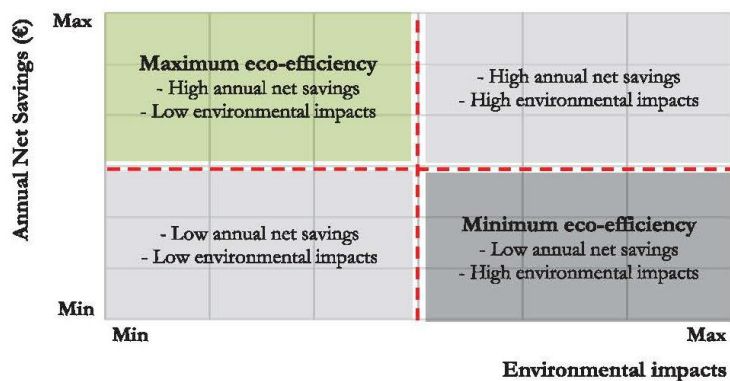 Annual Net Savings (€)
Max
Maximum eco-efficiency
- High annual net savings
- Low environmental impacts
- High annual net savings
- High environmental impacts
- Low annual net savings
- Low environmental impacts
Minimum eco-efficiency
- Low annual net savings
- High environmental impacts
Min
Min
Max
Environmental impacts